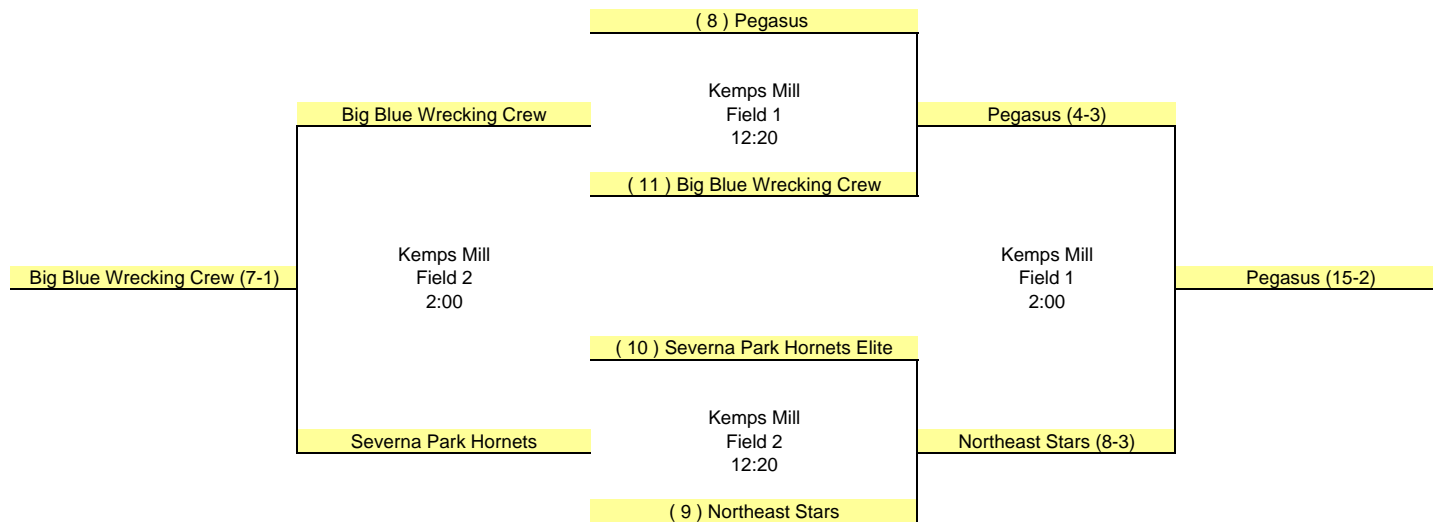 ( 8 ) Pegasus
Kemps Mill
Field 1
12:20
Big Blue Wrecking Crew
Pegasus (4-3)
( 11 ) Big Blue Wrecking Crew
Kemps Mill
Field 2
2:00
Big Blue Wrecking Crew (7-1)
Kemps Mill
Field 1
2:00
Pegasus (15-2)
( 10 ) Severna Park Hornets Elite
Kemps Mill
Field 2
12:20
Severna Park Hornets
Northeast Stars (8-3)
( 9 ) Northeast Stars